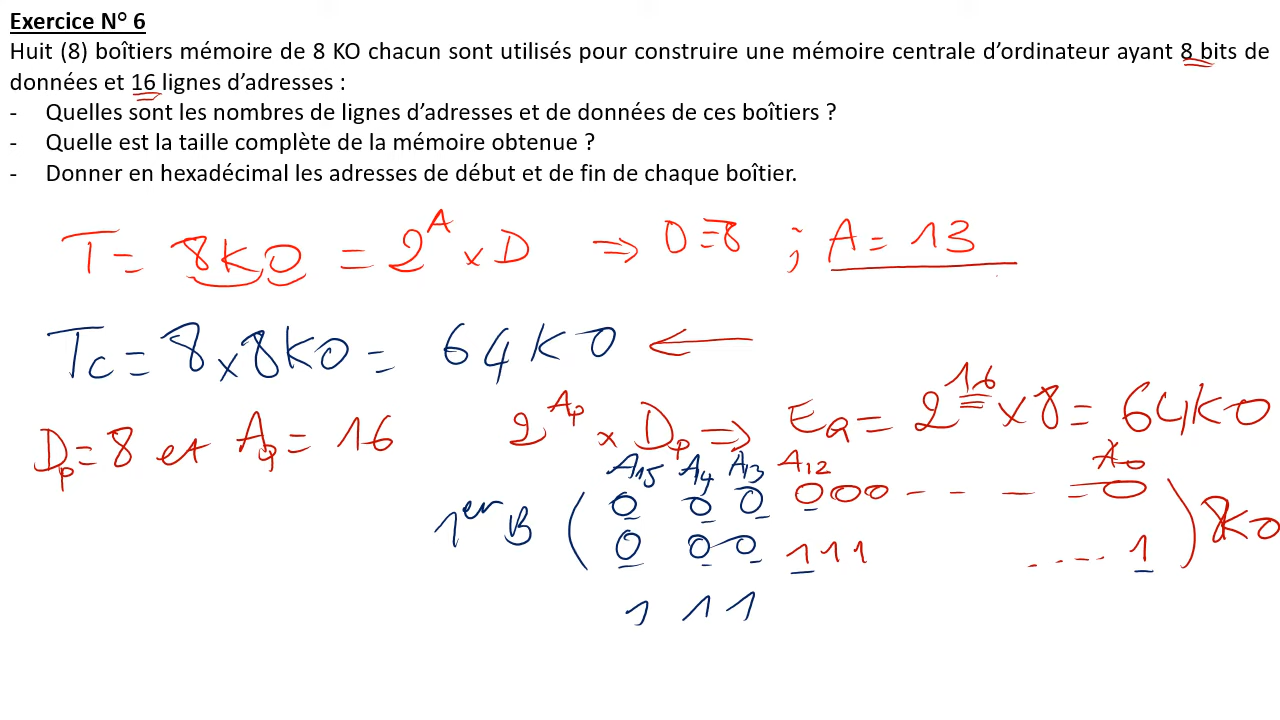 Exercice N° 6
Huit (8) boîtiers mémoire de 8 KO chacun sont utilisés pour construire une mémoire centrale d’ordinateur ayant 8 bits de
données et 16 lignes d’adresses :
- Quelles sont les nombres de lignes d’adresses et de données de ces boîtiers ?
- Quelle est la taille complète de la mémoire obtenue ?
- Donner en hexadécimal les adresses de début et de fin de chaque boîtier.
T = 8KO = 2^A × D ⇒ D = 8 ; A = 13
Tc = 8 × 8KO = 64KO ←
Dp = 8 et Ap = 16 2^Ap × Dp ⇒ EQ = 2^16 × 8 = 64KO
A15 A4 A13 A12 A0
1er B ( 0 0 0 000 - - - = 0 ) 8KO
0 0 0 111 ...... 1
1 1 1